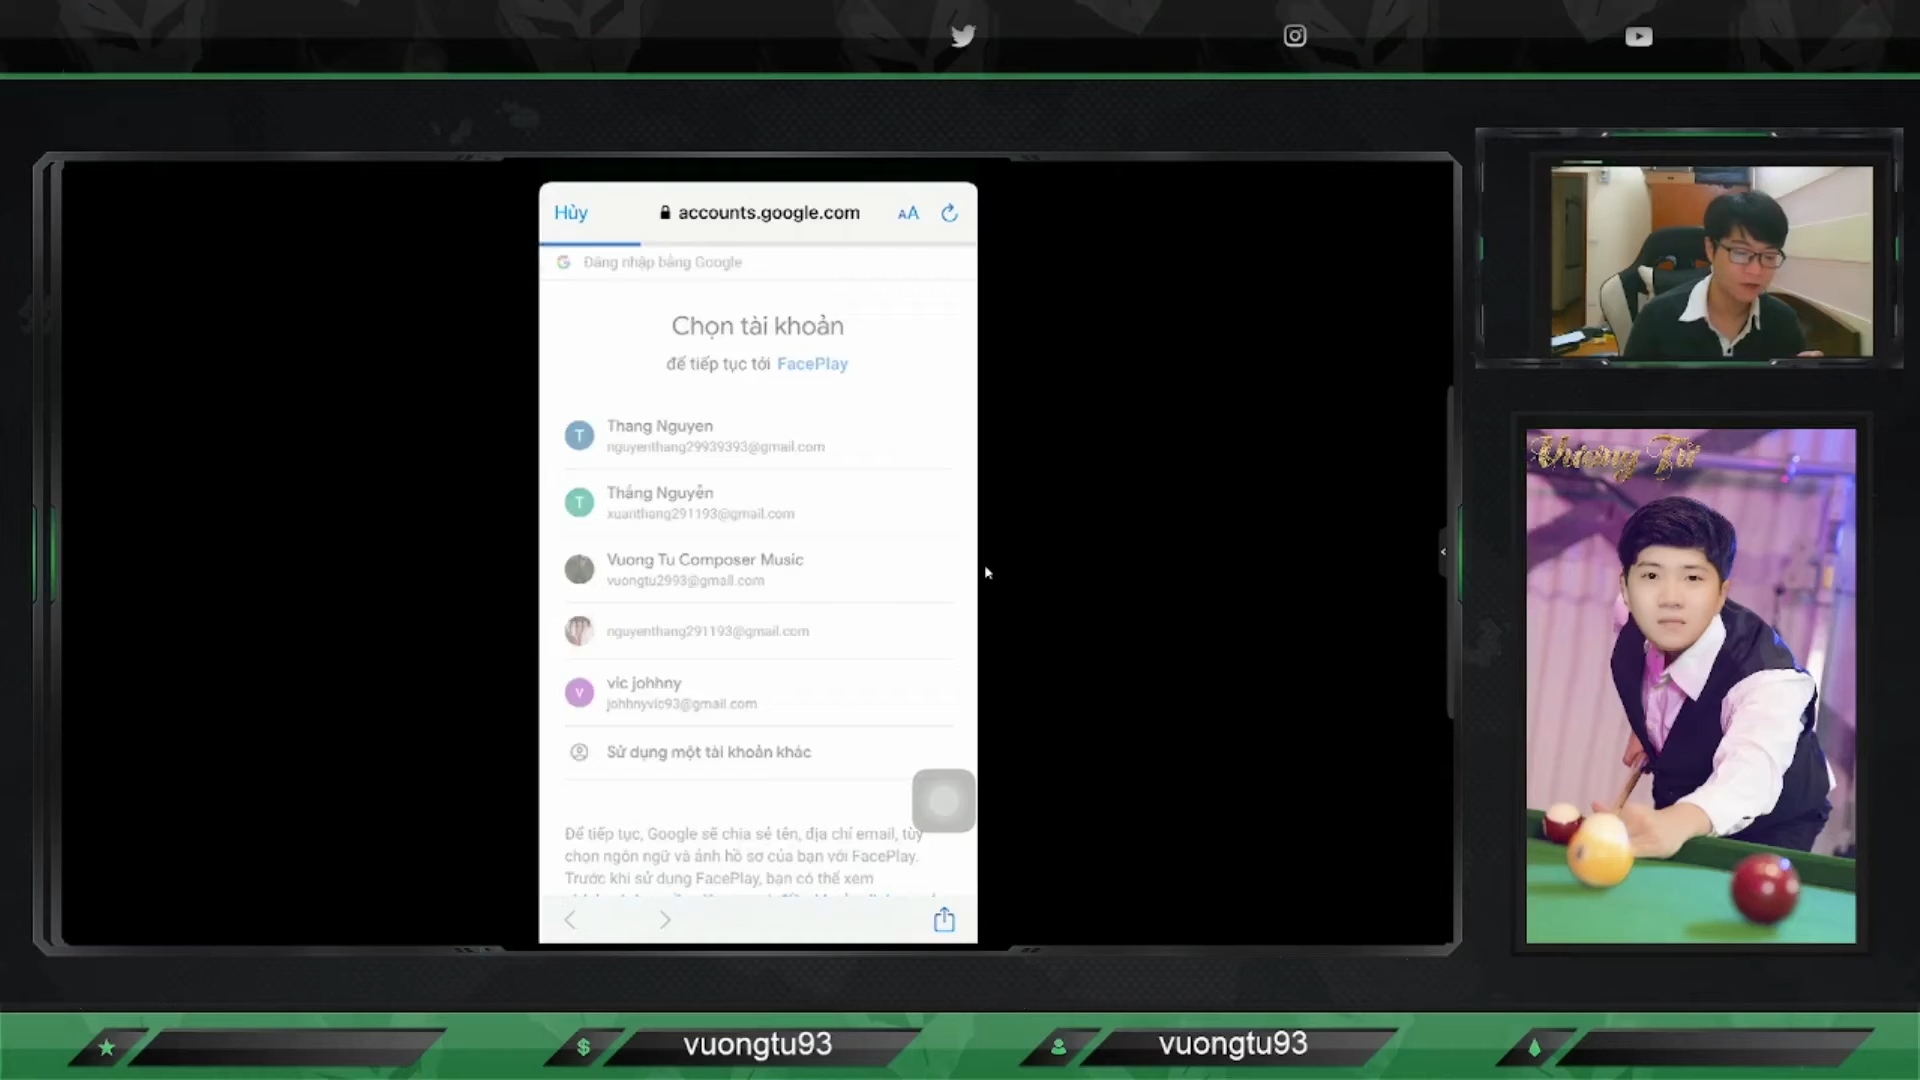 Hủy
accounts.google.com
AA
Đăng nhập bằng Google
Chọn tài khoản
để tiếp tục tới FacePlay
T
Thang Nguyen
nguyenthang29939393@gmail.com
T
Thắng Nguyễn
xuanthang291193@gmail.com
Vuong Tu Composer Music
vuongtu2993@gmail.com
nguyenthang291193@gmail.com
V
vic johhny
johhnyvic93@gmail.com
Sử dụng một tài khoản khác
Để tiếp tục, Google sẽ chia sẻ tên, địa chỉ email, tùy
chọn ngôn ngữ và ảnh hồ sơ của bạn với FacePlay.
Trước khi sử dụng FacePlay, bạn có thể xem
Vương Tử
vuongtu93
vuongtu93